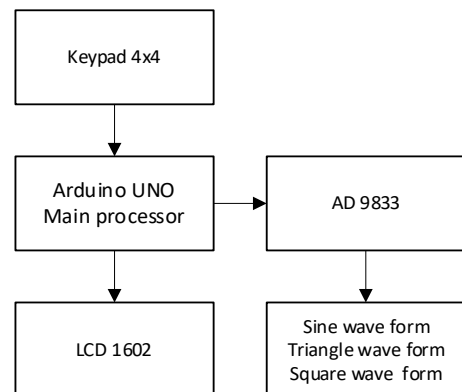 Keypad 4x4
Arduino UNO
Main processor
AD 9833
LCD 1602
Sine wave form
Triangle wave form
Square wave form